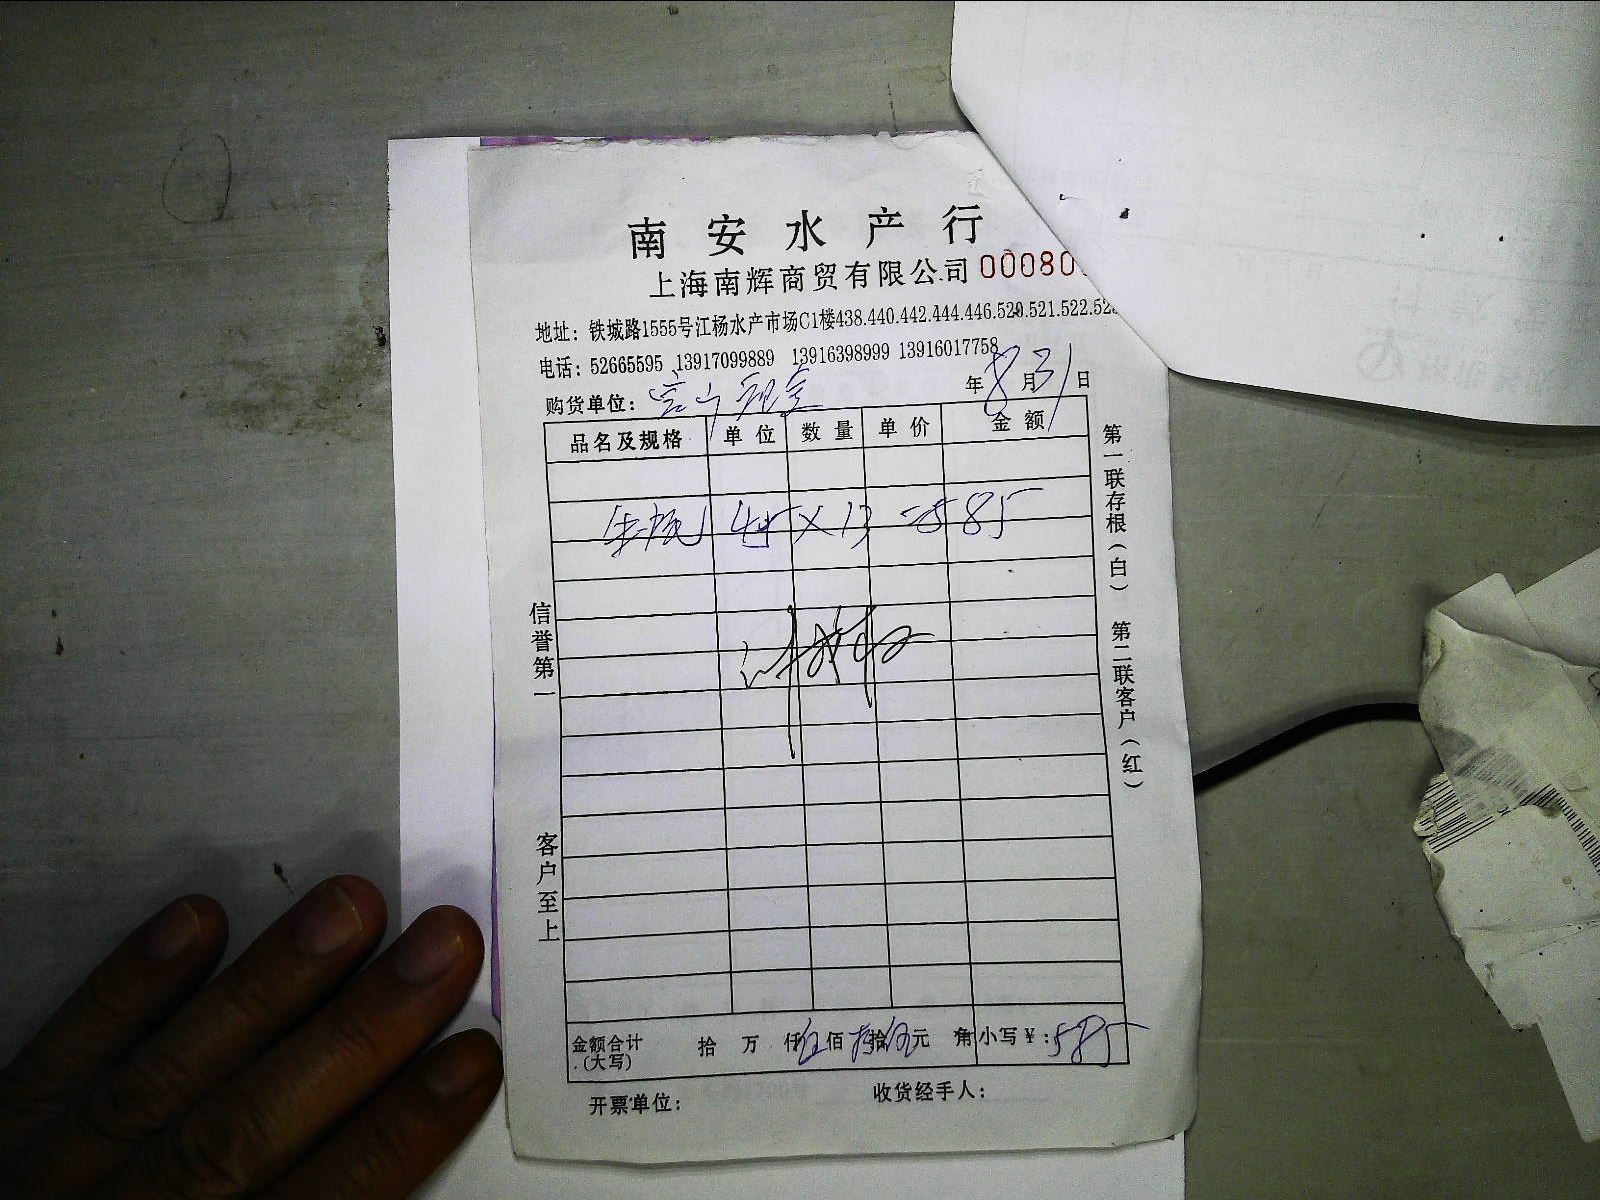 南安水产行
上海南辉商贸有限公司 00080
地址：铁城路1555号江杨水产市场C1楼438.440.442.444.446.520.521.522.523
电话：52665595 13917099889 13916398999 13916017758
购货单位： 年8月31日
品名及规格 单位 数量 单价 金额
45×13=585
信誉第一
客户至上
第一联存根（白） 第二联客户（红）
金额合计（大写） 拾 万 仟伍佰捌拾伍元 角 小写￥：585
开票单位： 收货经手人：